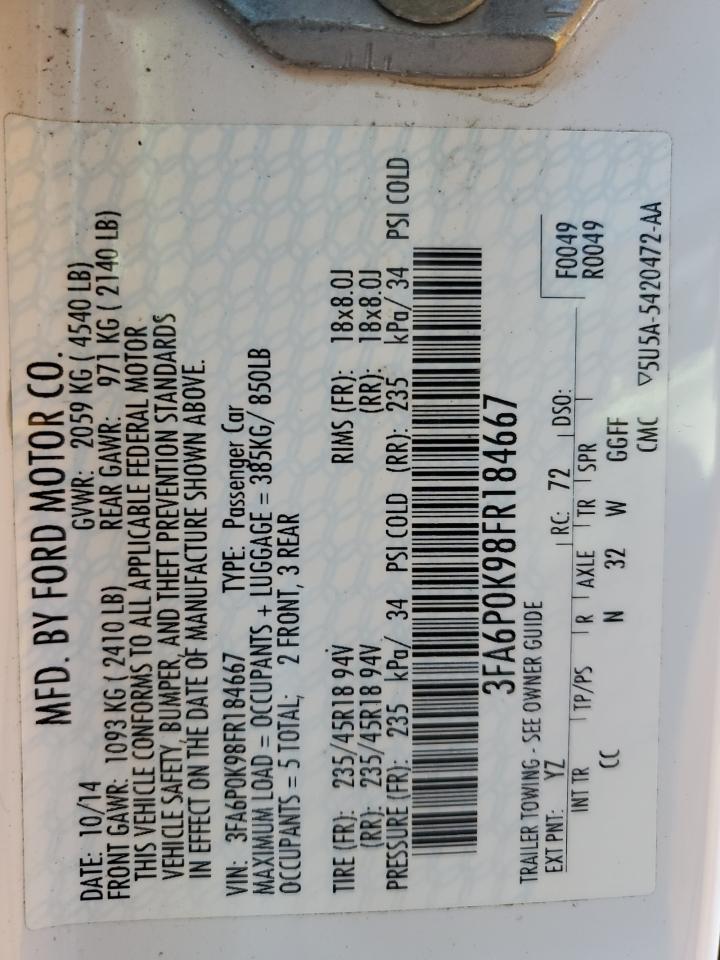 MFD. BY FORD MOTOR CO.
DATE: 10/14 GVWR: 2059 KG ( 4540 LB)
FRONT GAWR: 1093 KG ( 2410 LB) REAR GAWR: 971 KG ( 2140 LB)
THIS VEHICLE CONFORMS TO ALL APPLICABLE FEDERAL MOTOR
VEHICLE SAFETY, BUMPER, AND THEFT PREVENTION STANDARDS
IN EFFECT ON THE DATE OF MANUFACTURE SHOWN ABOVE.
VIN: 3FA6P0K98FR184667 TYPE: Passenger Car
MAXIMUM LOAD = OCCUPANTS + LUGGAGE = 385KG/ 850LB
OCCUPANTS = 5 TOTAL; 2 FRONT, 3 REAR
TIRE (FR): 235/45R18 94V RIMS (FR): 18x8.0J
(RR): 235/45R18 94V (RR): 18x8.0J
PRESSURE (FR): 235 kPa/ 34 PSI COLD (RR): 235 kPa/ 34 PSI COLD
3FA6P0K98FR184667
TRAILER TOWING - SEE OWNER GUIDE
EXT PNT: YZ RC: 72 DSO: F0049
R0049
INT TR TP/PS R AXLE TR SPR
CC N 32 W GGFF
CMC ▽5U5A-5420472-AA